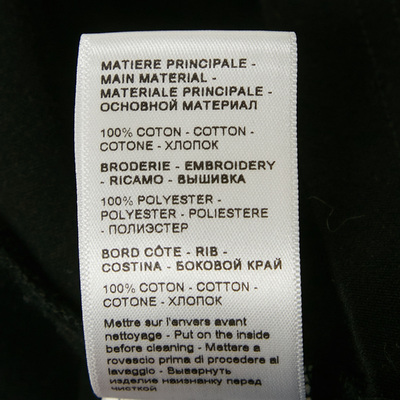 MATIERE PRINCIPALE -
MAIN MATERIAL -
MATERIALE PRINCIPALE -
ОСНОВНОЙ МАТЕРИАЛ
100% COTON - COTTON -
COTONE - ХЛОПОК
BRODERIE - EMBROIDERY
- RICAMO - ВЫШИВКА
100% POLYESTER -
POLYESTER - POLIESTERE
- ПОЛИЭСТЕР
BORD CÔTE - RIB -
COSTINA - БОКОВОЙ КРАЙ
100% COTON - COTTON -
COTONE - ХЛОПОК
Mettre sur l'envers avant
nettoyage - Put on the inside
before cleaning - Mettere a
rovescio prima di procedere al
lavaggio - Вывернуть
изделие наизнанку перед
чисткой